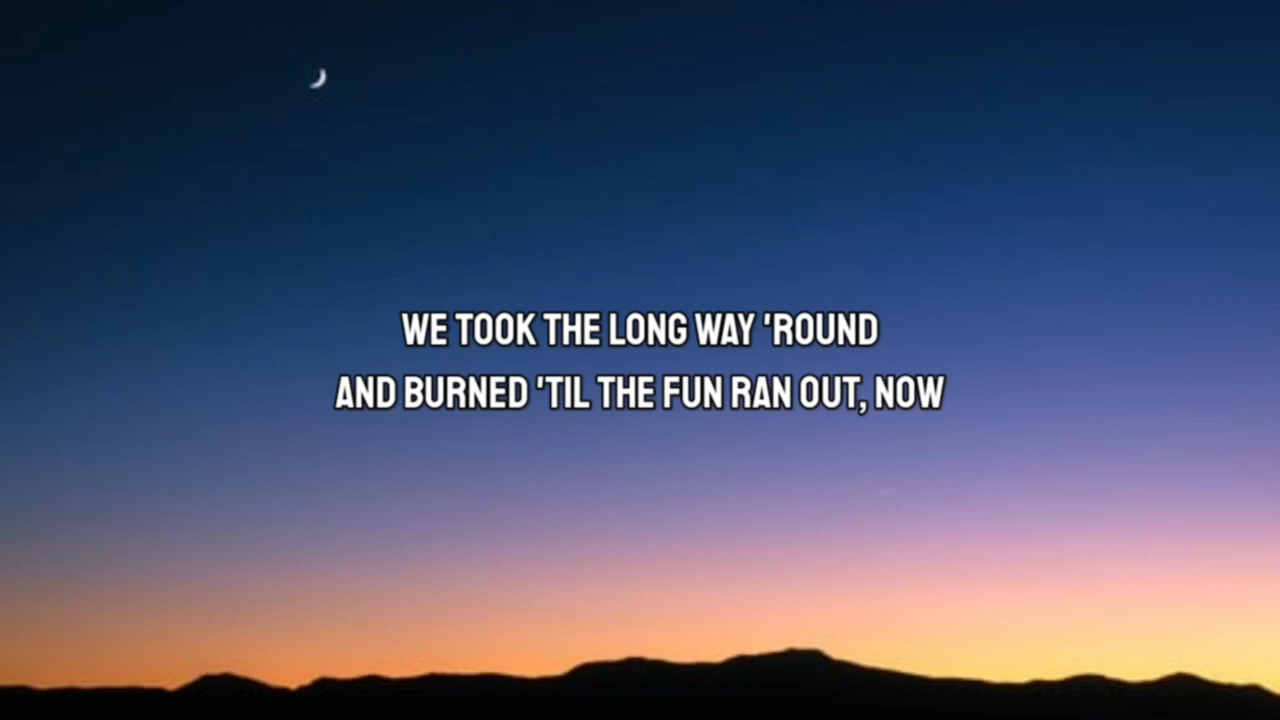 WE TOOK THE LONG WAY 'ROUND
AND BURNED 'TIL THE FUN RAN OUT, NOW